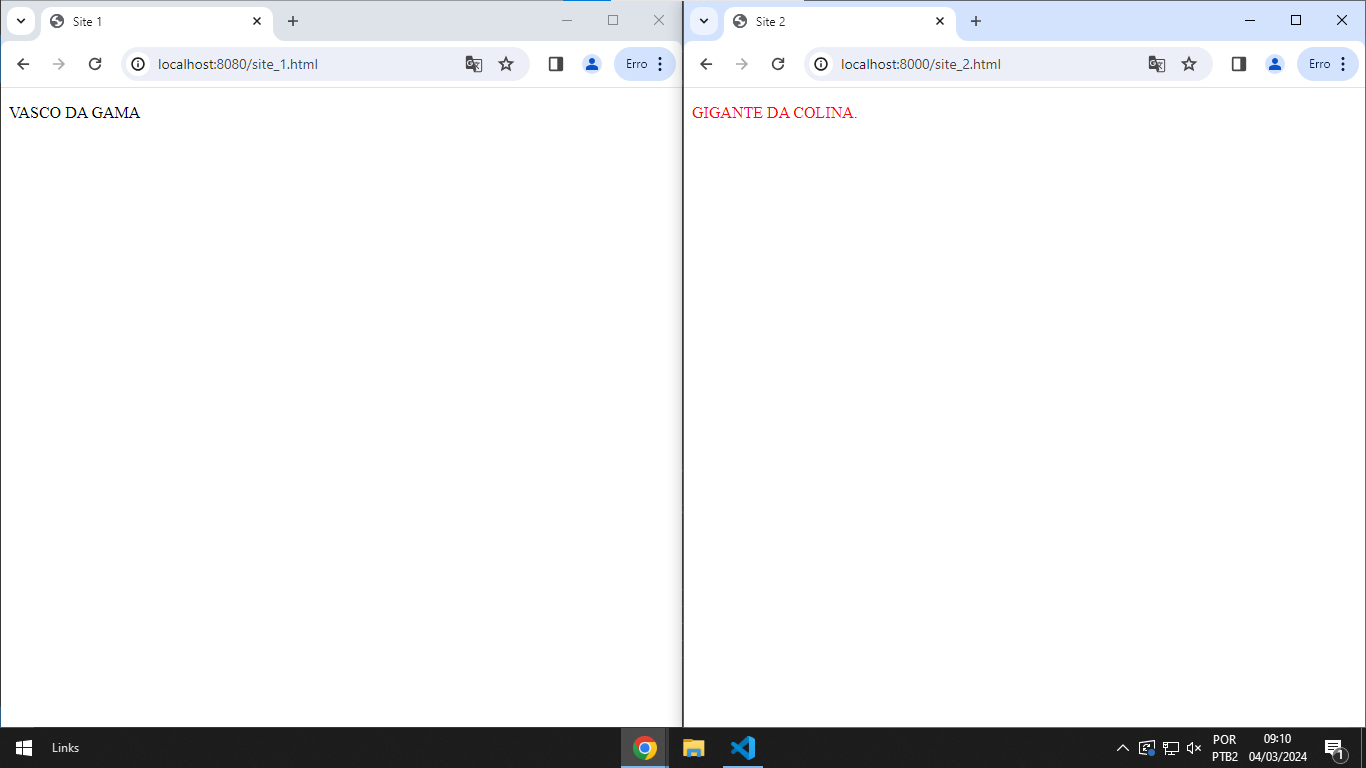 Site 1
localhost:8080/site_1.html
Erro
VASCO DA GAMA
Site 2
localhost:8000/site_2.html
Erro
GIGANTE DA COLINA.
Links
POR
PTB2
09:10
04/03/2024
1